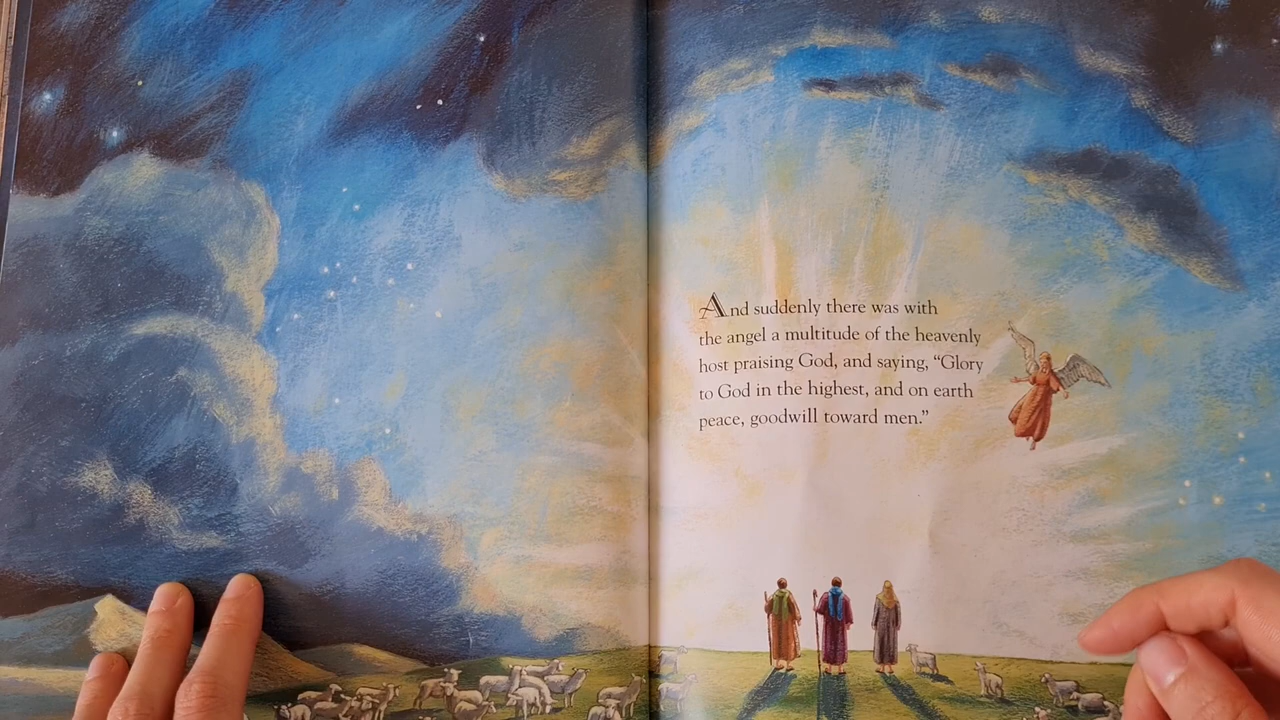 And suddenly there was with
the angel a multitude of the heavenly
host praising God, and saying, “Glory
to God in the highest, and on earth
peace, goodwill toward men.”